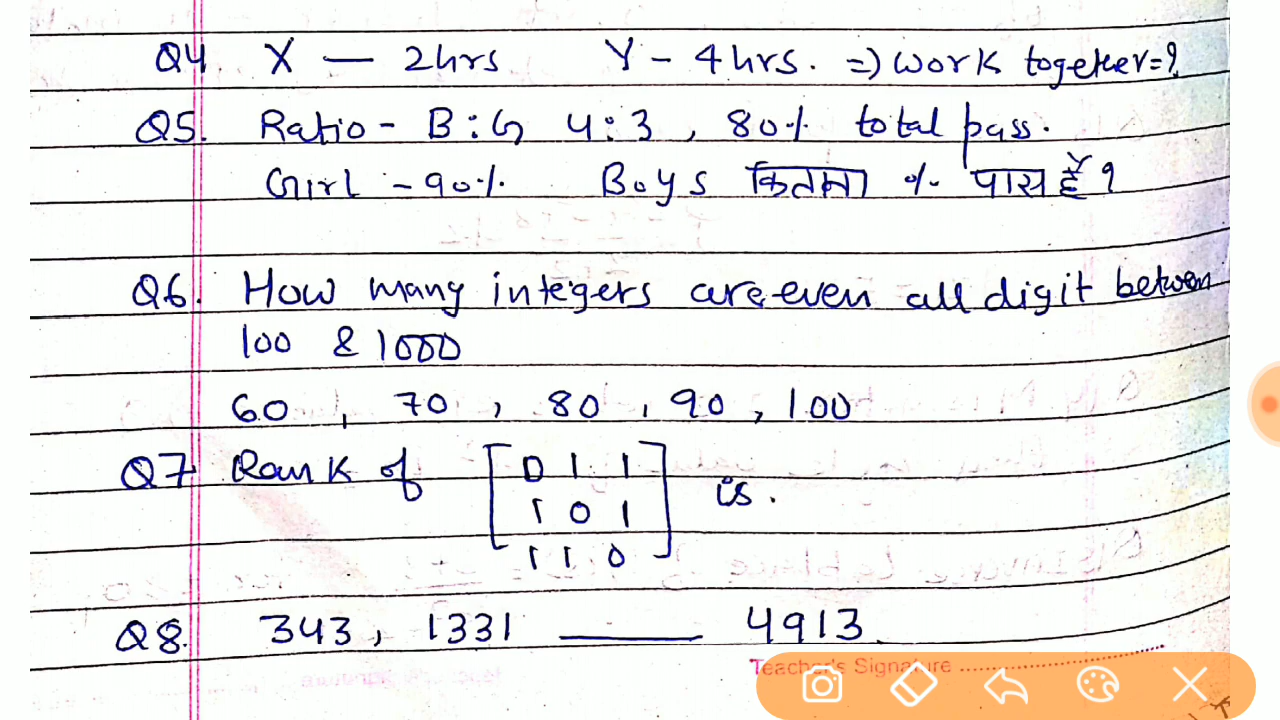 Q4 X — 2hrs Y - 4hrs. => work together=?
Q5. Ratio - B:G 4:3, 80% total pass.
Girl - 90% Boys कितना % पास हैं ?
Q6. How many integers are even all digit between
100 & 1000
60, 70, 80, 90, 100
Q7 Rank of [0 1 1
1 0 1
1 1 0] is.
Q8. 343, 1331 ______ 4913.
Teacher's Signature